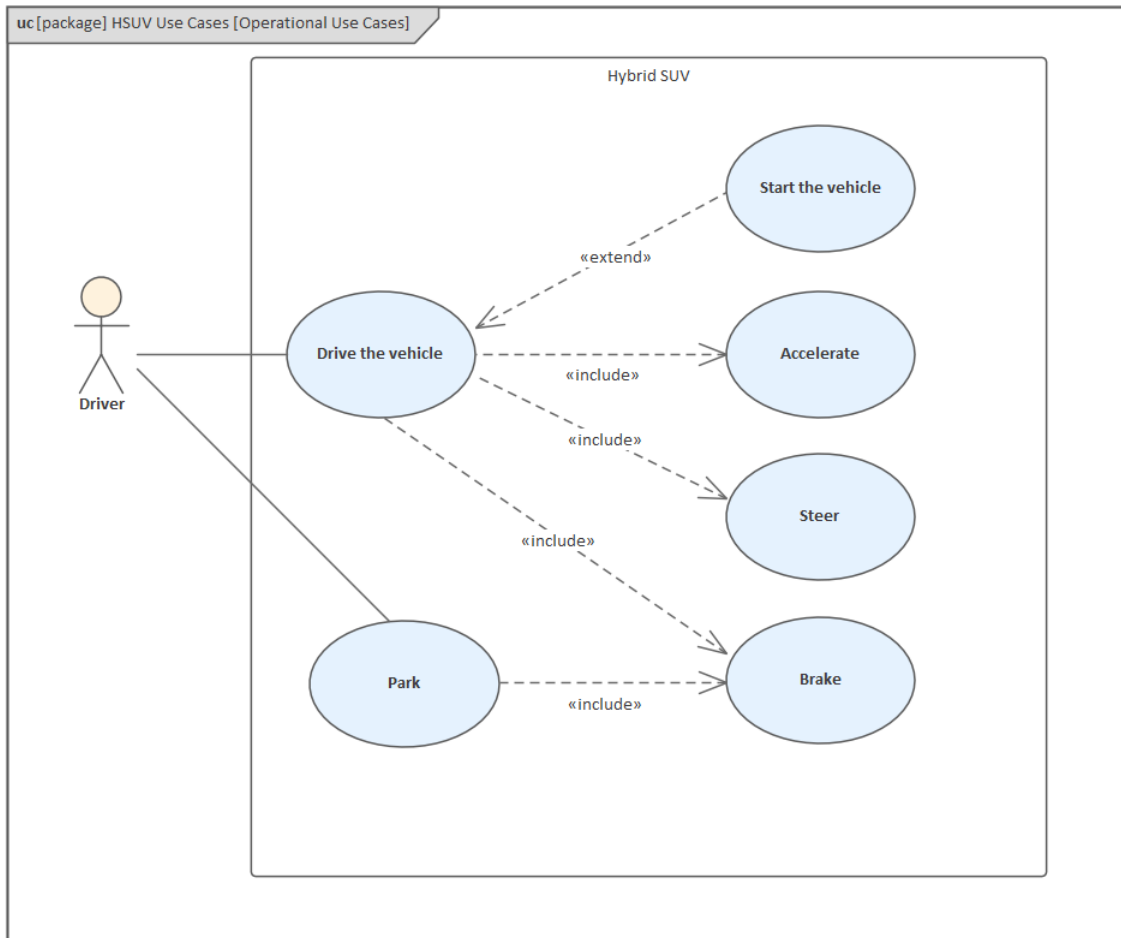 uc [package] HSUV Use Cases [Operational Use Cases]
Hybrid SUV
Start the vehicle
«extend»
Drive the vehicle
Accelerate
«include»
Driver
«include»
Steer
«include»
Park
Brake
«include»